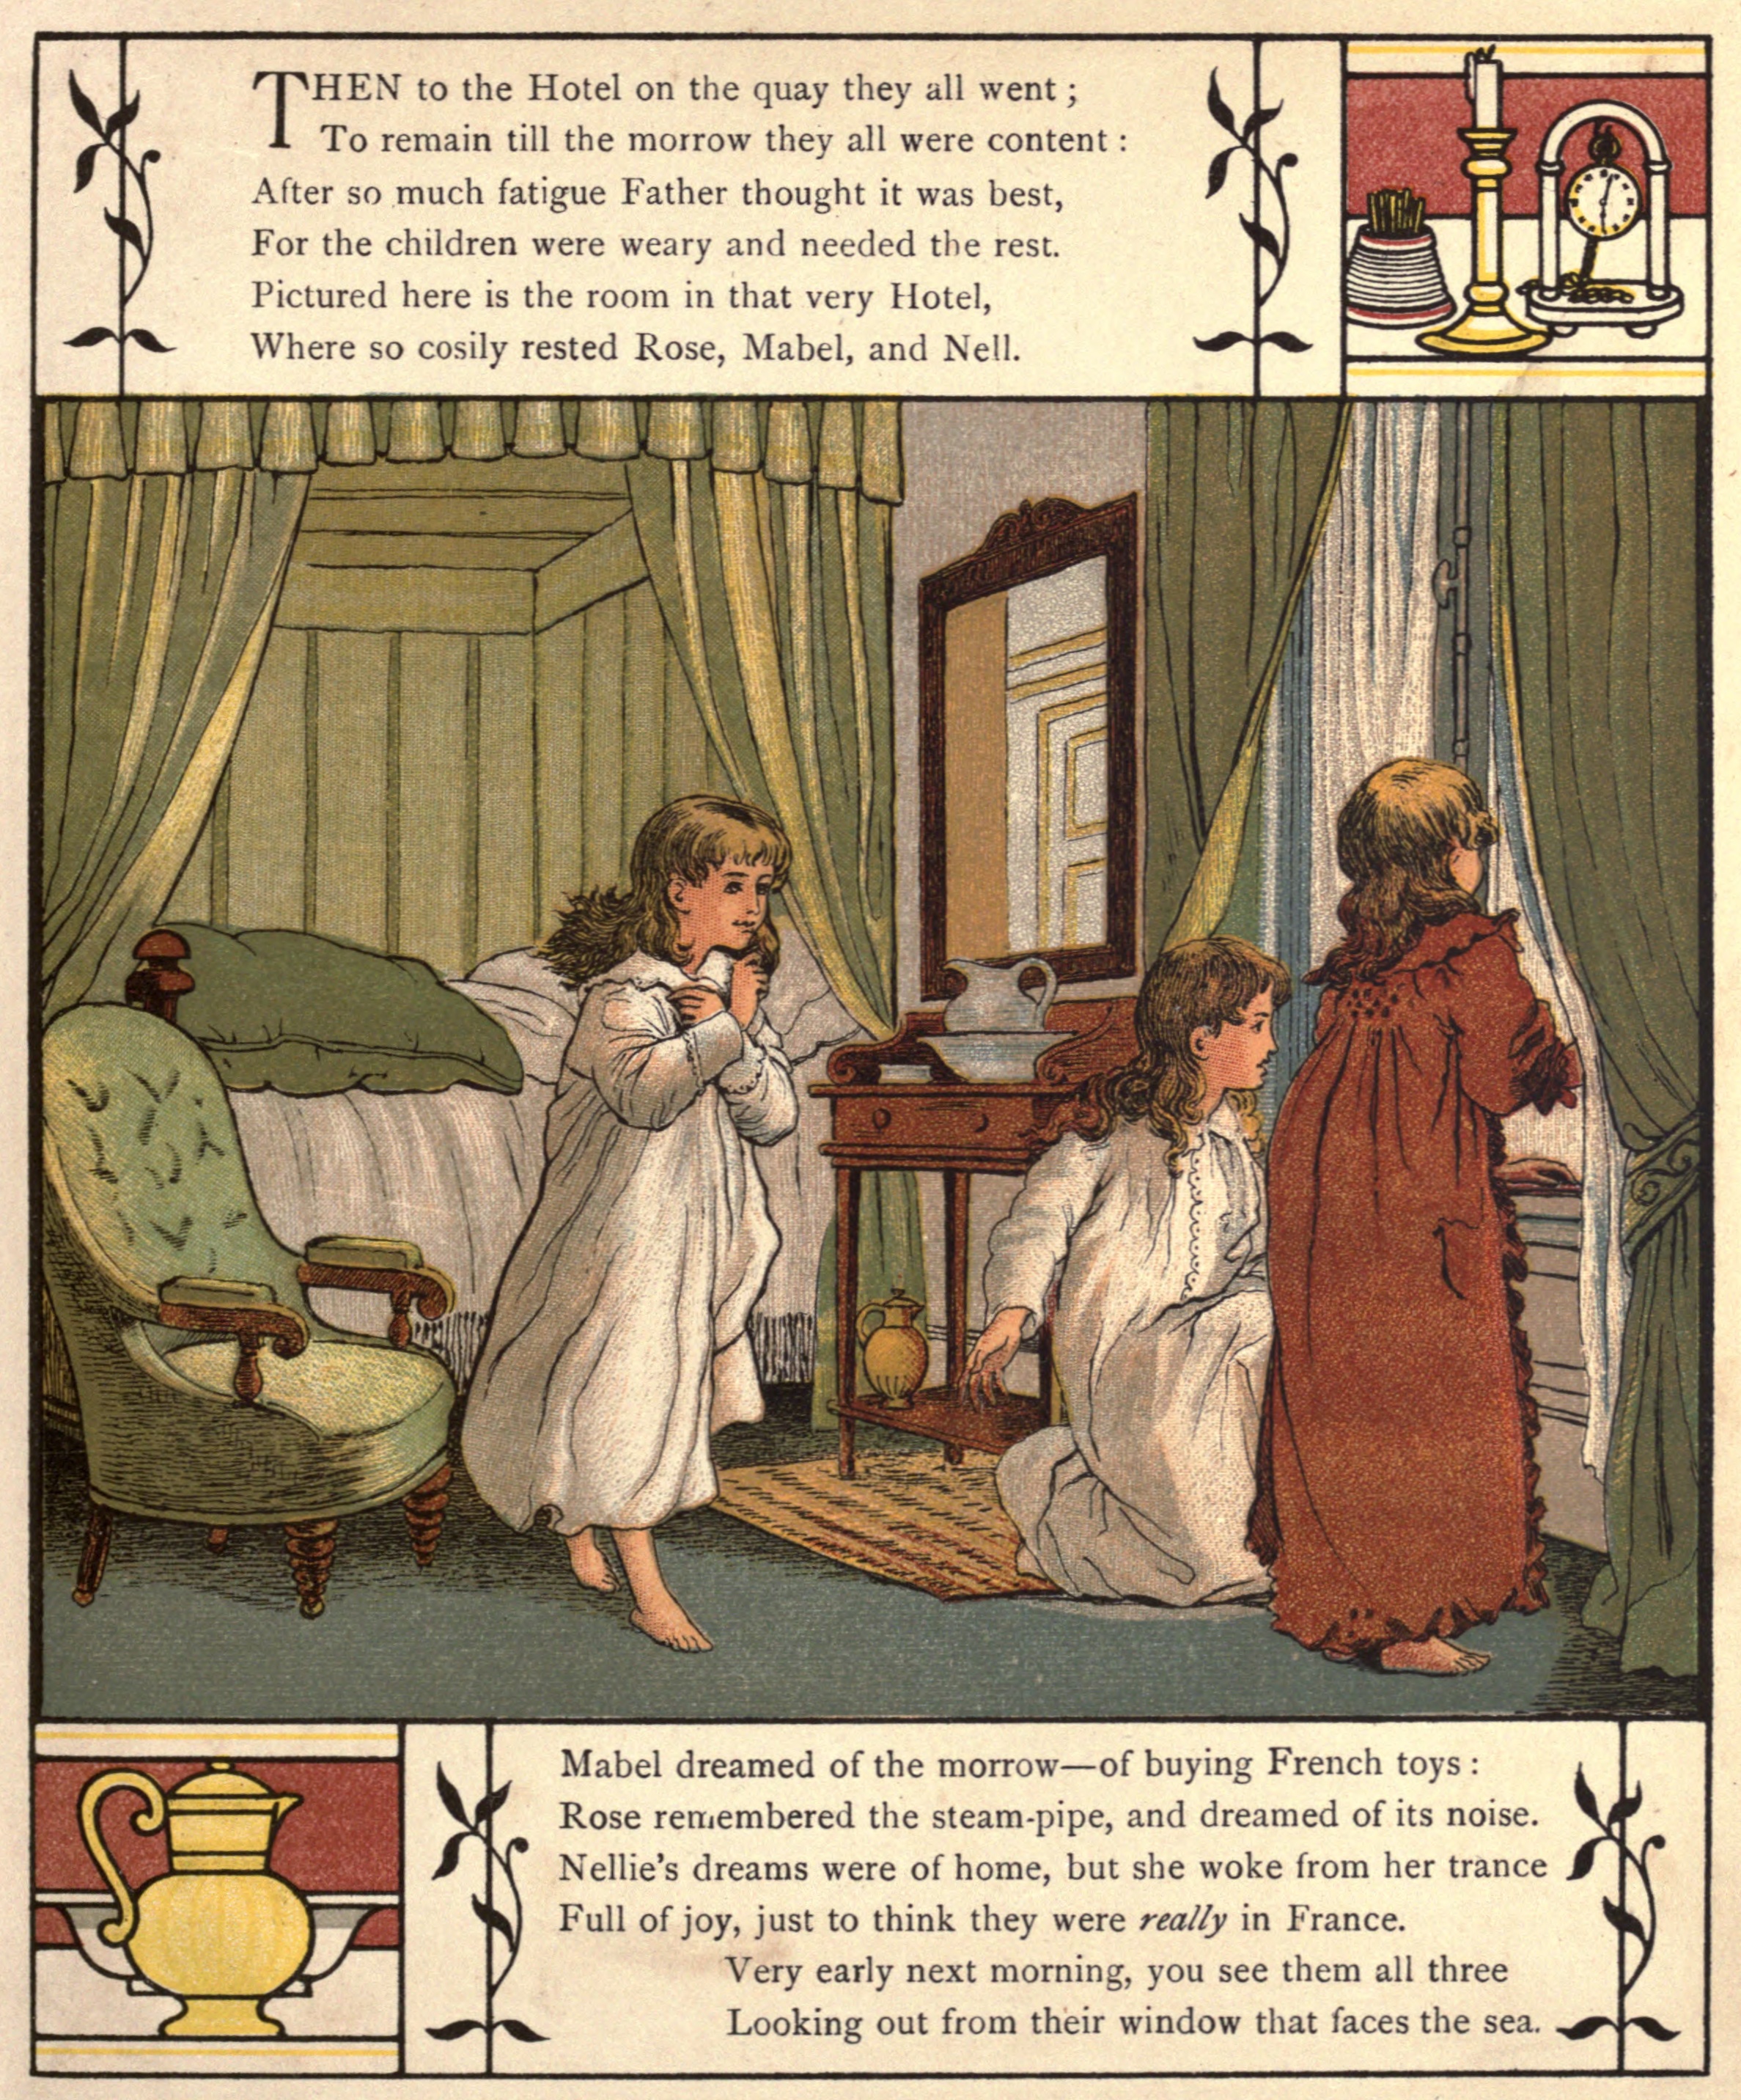 THEN to the Hotel on the quay they all went ;
To remain till the morrow they all were content :
After so much fatigue Father thought it was best,
For the children were weary and needed the rest.
Pictured here is the room in that very Hotel,
Where so cosily rested Rose, Mabel, and Nell.
Mabel dreamed of the morrow—of buying French toys :
Rose remembered the steam-pipe, and dreamed of its noise.
Nellie's dreams were of home, but she woke from her trance
Full of joy, just to think they were really in France.
Very early next morning, you see them all three
Looking out from their window that faces the sea.